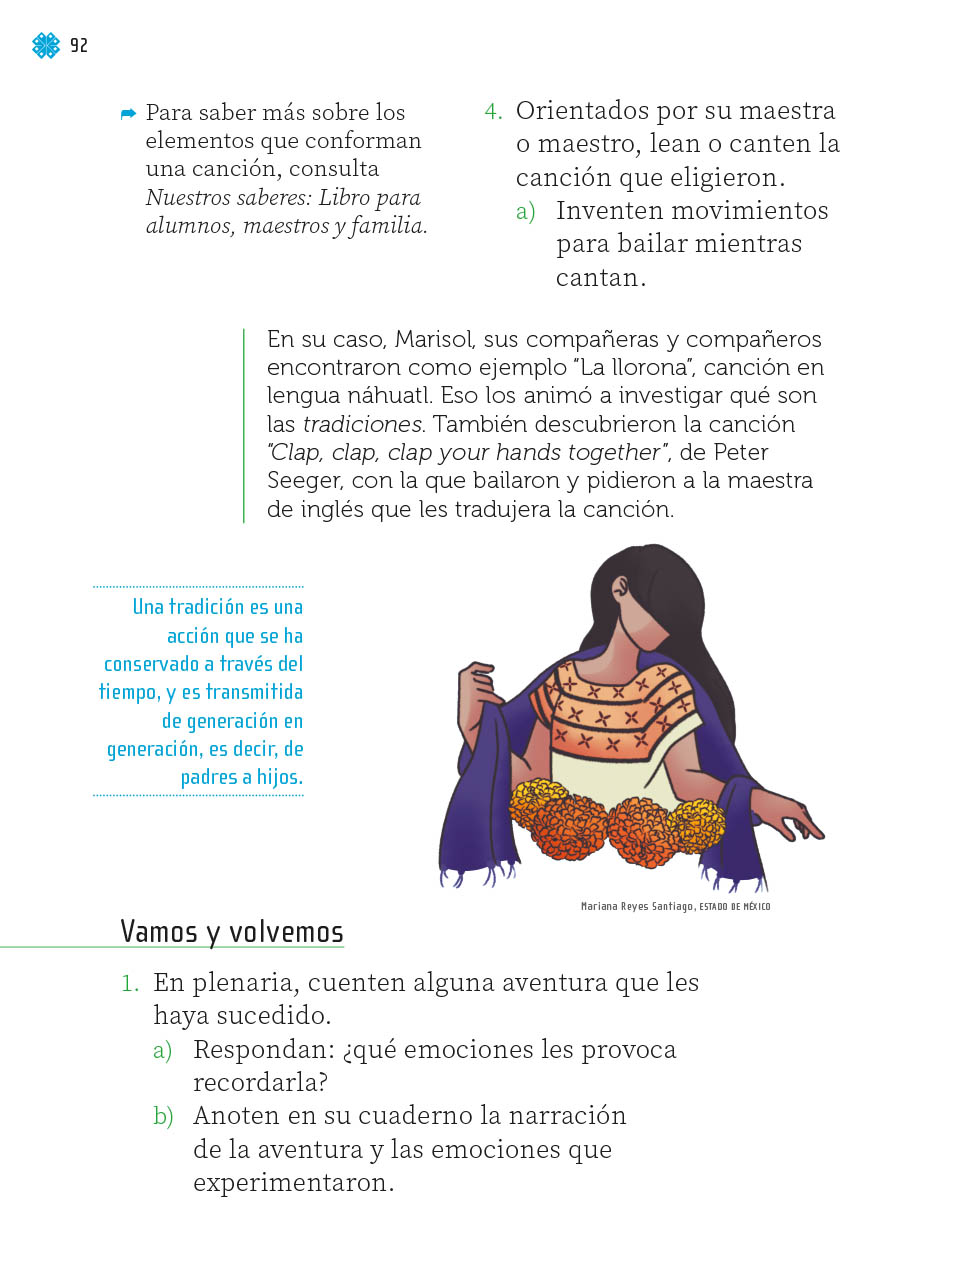 92
Para saber más sobre los
elementos que conforman
una canción, consulta
Nuestros saberes: Libro para
alumnos, maestros y familia.
4. Orientados por su maestra
o maestro, lean o canten la
canción que eligieron.
a) Inventen movimientos
para bailar mientras
cantan.
En su caso, Marisol, sus compañeras y compañeros
encontraron como ejemplo “La llorona”, canción en
lengua náhuatl. Eso los animó a investigar qué son
las tradiciones. También descubrieron la canción
“Clap, clap, clap your hands together”, de Peter
Seeger, con la que bailaron y pidieron a la maestra
de inglés que les tradujera la canción.
Una tradición es una
acción que se ha
conservado a través del
tiempo, y es transmitida
de generación en
generación, es decir, de
padres a hijos.
Mariana Reyes Santiago, ESTADO DE MÉXICO
Vamos y volvemos
1. En plenaria, cuenten alguna aventura que les
haya sucedido.
a) Respondan: ¿qué emociones les provoca
recordarla?
b) Anoten en su cuaderno la narración
de la aventura y las emociones que
experimentaron.